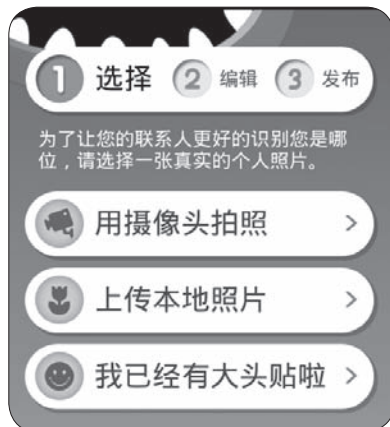 1 选择 2 编辑 3 发布
为了让您的联系人更好的识别您是哪
位，请选择一张真实的个人照片。
用摄像头拍照 >
上传本地照片 >
我已经有大头贴啦 >